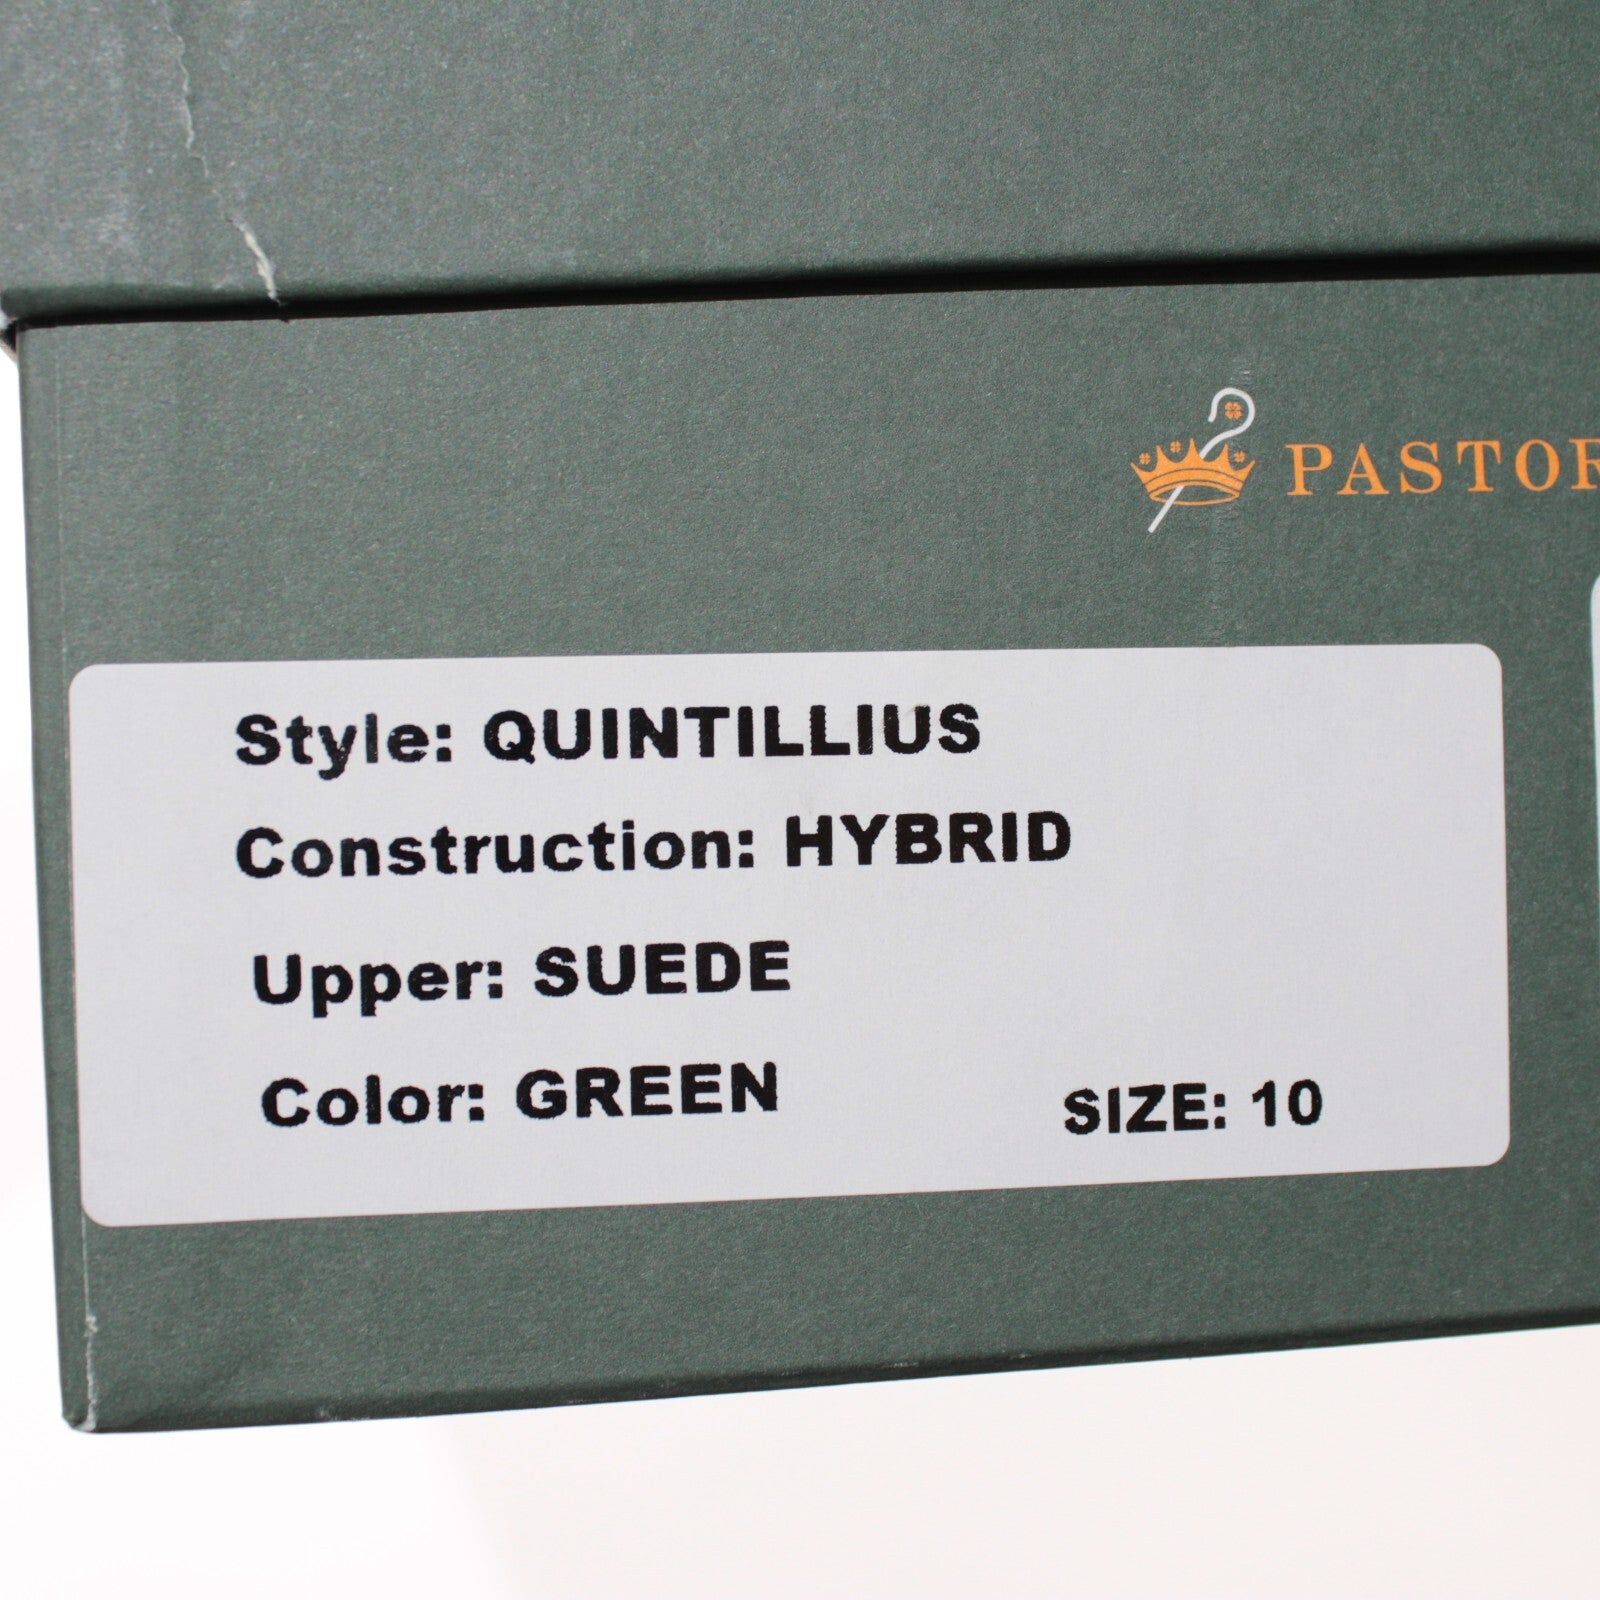 PASTOR
Style: QUINTILLIUS
Construction: HYBRID
Upper: SUEDE
Color: GREEN
SIZE: 10